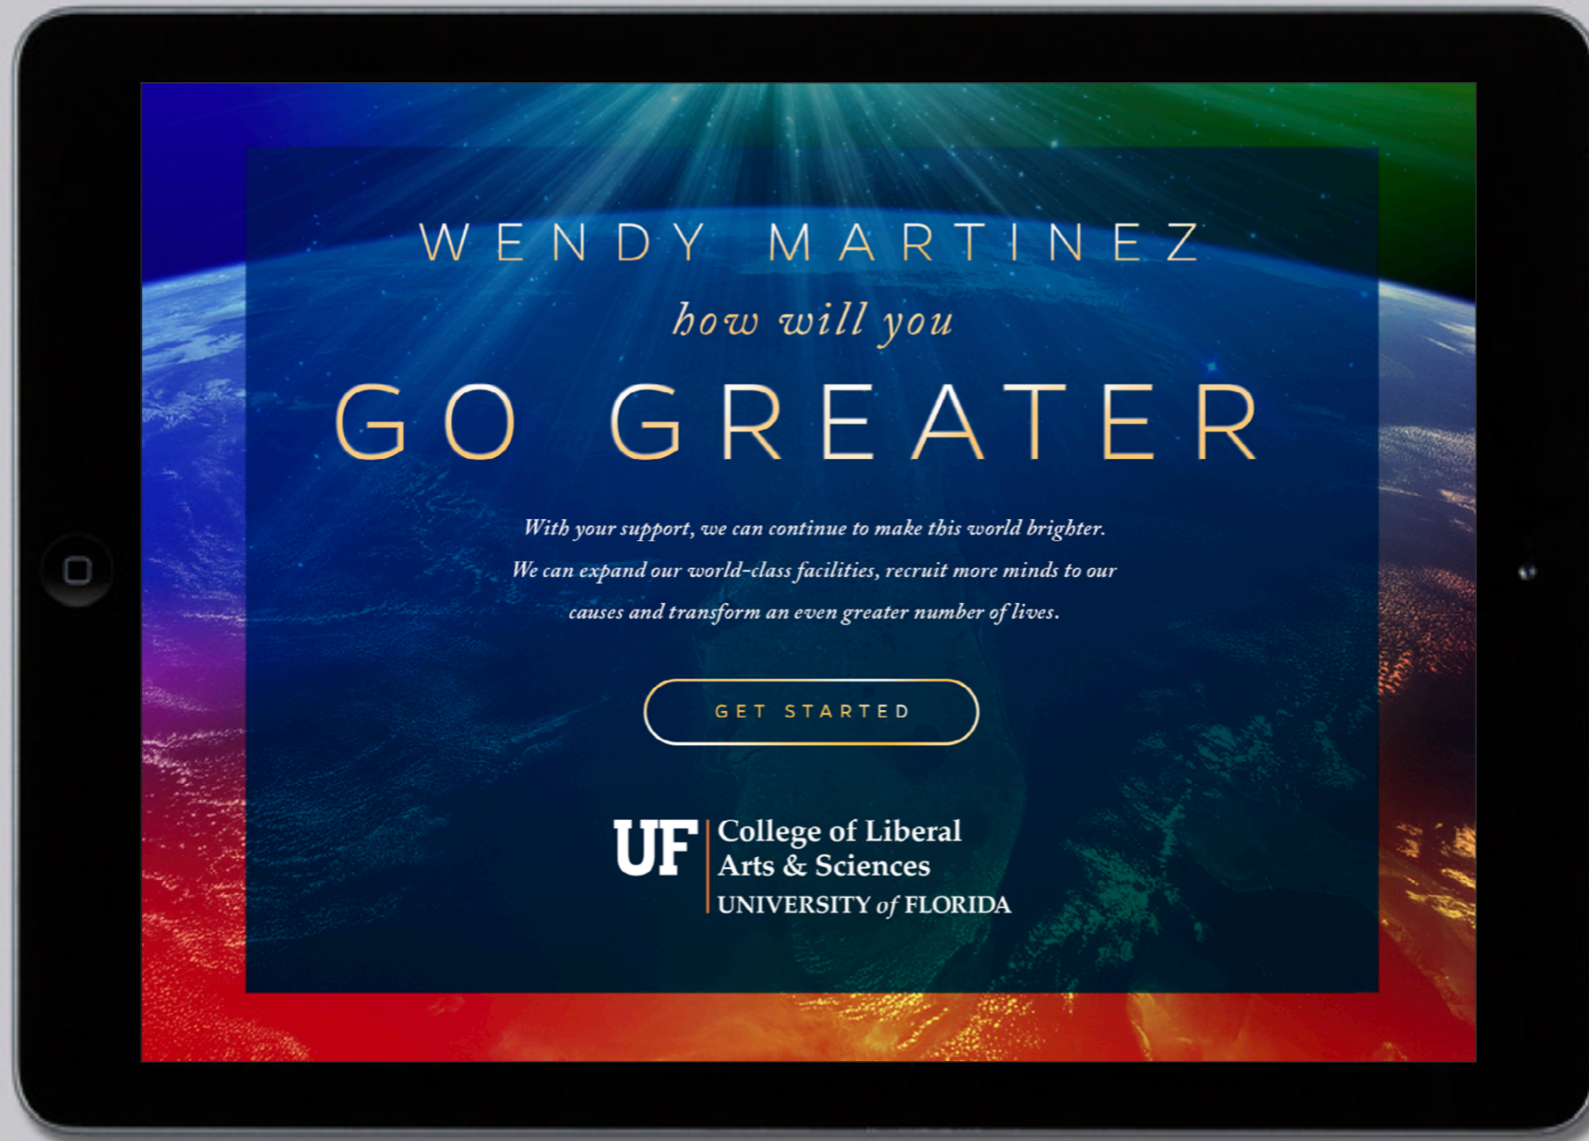 WENDY MARTINEZ
how will you
GO GREATER
With your support, we can continue to make this world brighter.
We can expand our world-class facilities, recruit more minds to our
causes and transform an even greater number of lives.
GET STARTED
UF College of Liberal
Arts & Sciences
UNIVERSITY of FLORIDA